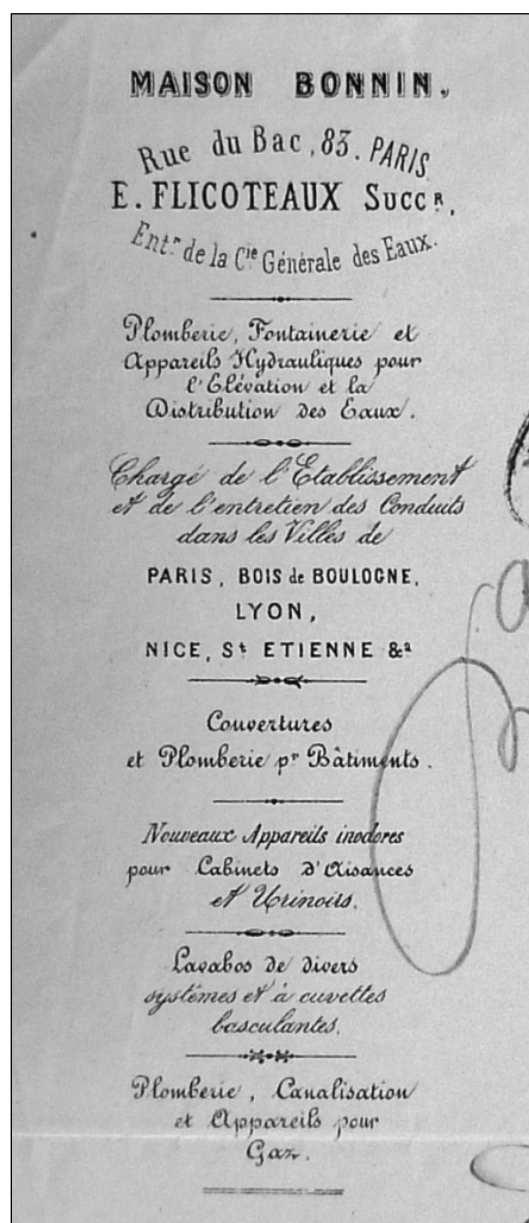 MAISON BONNIN.
Rue du Bac, 83. PARIS.
E. FLICOTEAUX SUCCR.,
Entr. de la Cie Générale des Eaux.
Plomberie, Fontainerie et
Appareils Hydrauliques pour
l'Elévation et la
Distribution des Eaux.
Chargé de l'Etablissement
et de l'entretien des Conduits
dans les Villes de
PARIS, BOIS de BOULOGNE,
LYON,
NICE, St ETIENNE &a
Couvertures
et Plomberie pr Bâtiments.
Nouveaux Appareils inodores
pour Cabinets d'Aisances
et Urinoirs.
Lavabos de divers
systêmes et à cuvettes
basculantes.
Plomberie, Canalisation
et Appareils pour
Gaz.